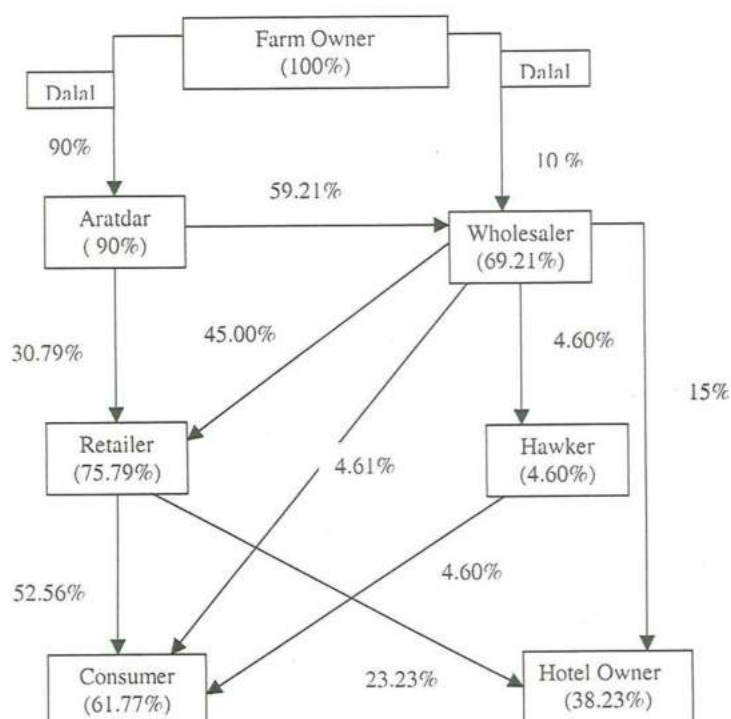 Farm Owner
(100%)
Dalal
Dalal
90%
10 %
59.21%
Aratdar
( 90%)
Wholesaler
(69.21%)
30.79%
45.00%
4.60%
15%
Retailer
(75.79%)
4.61%
Hawker
(4.60%)
52.56%
4.60%
23.23%
Consumer
(61.77%)
Hotel Owner
(38.23%)